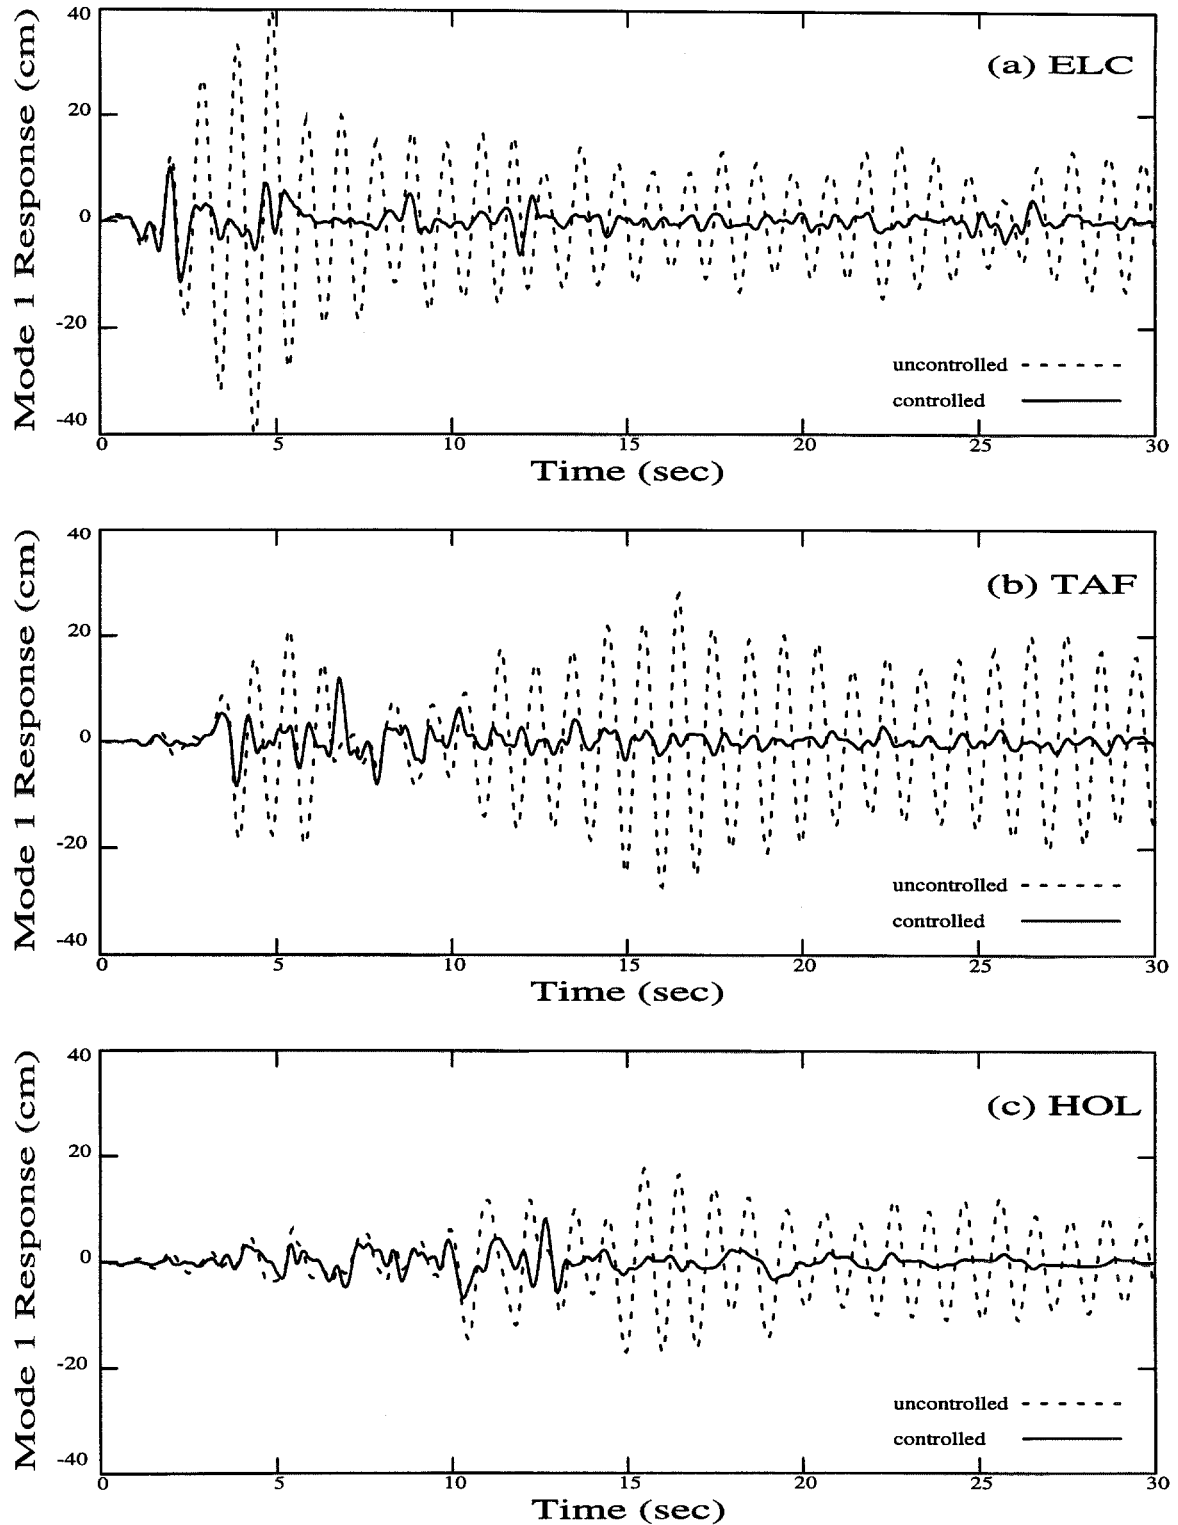 40
20
0
-20
-40
Mode 1 Response (cm)
(a) ELC
uncontrolled
controlled
0 5 10 15 20 25 30
Time (sec)
40
20
0
-20
-40
Mode 1 Response (cm)
(b) TAF
uncontrolled
controlled
0 5 10 15 20 25 30
Time (sec)
40
20
0
-20
-40
Mode 1 Response (cm)
(c) HOL
uncontrolled
controlled
0 5 10 15 20 25 30
Time (sec)